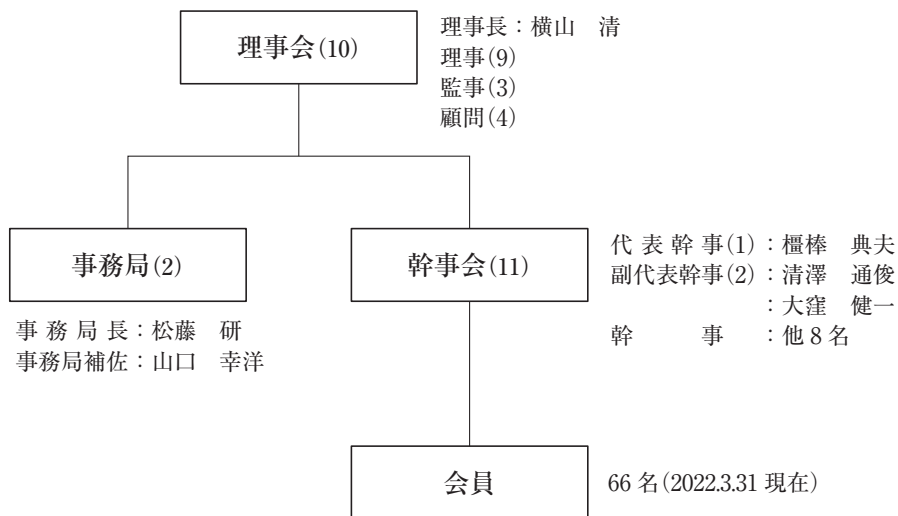 理事会(10)
理事長：横山　清
理事(9)
監事(3)
顧問(4)
事務局(2)
事 務 局 長：松藤　研
事務局補佐：山口　幸洋
幹事会(11)
代 表 幹 事(1)：橿棒　典夫
副代表幹事(2)：清澤　通俊
：大窪　健一
幹　　　事　：他8名
会員
66名(2022.3.31 現在)